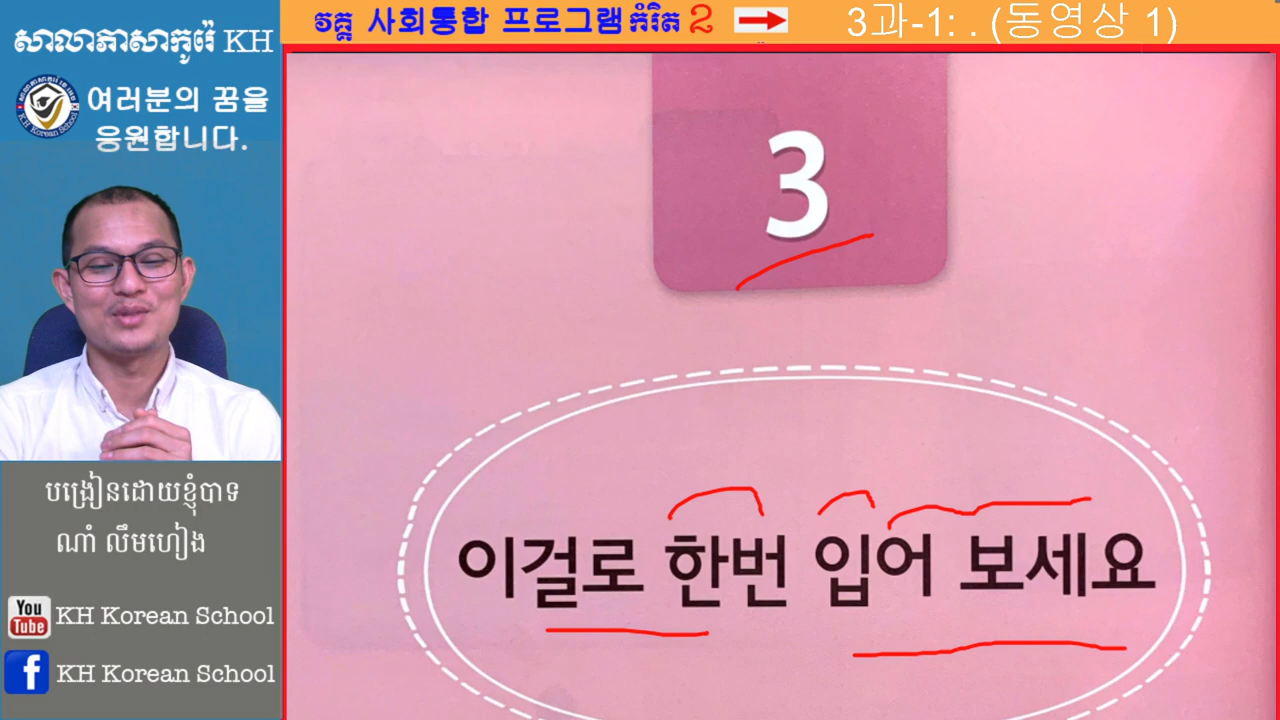 សាលាភាសាកូរ៉េ KH
여러분의 꿈을
응원합니다.
វគ្គ 사회통합 프로그램 កំរិត 2
3과-1: . (동영상 1)
3
이걸로 한번 입어 보세요
បង្រៀនដោយខ្ញុំបាទ
ណាំ លឹមហៀង
You Tube KH Korean School
f KH Korean School